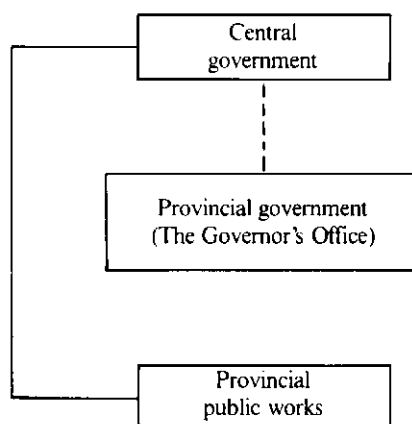 Central
government
Provincial government
(The Governor's Office)
Provincial
public works